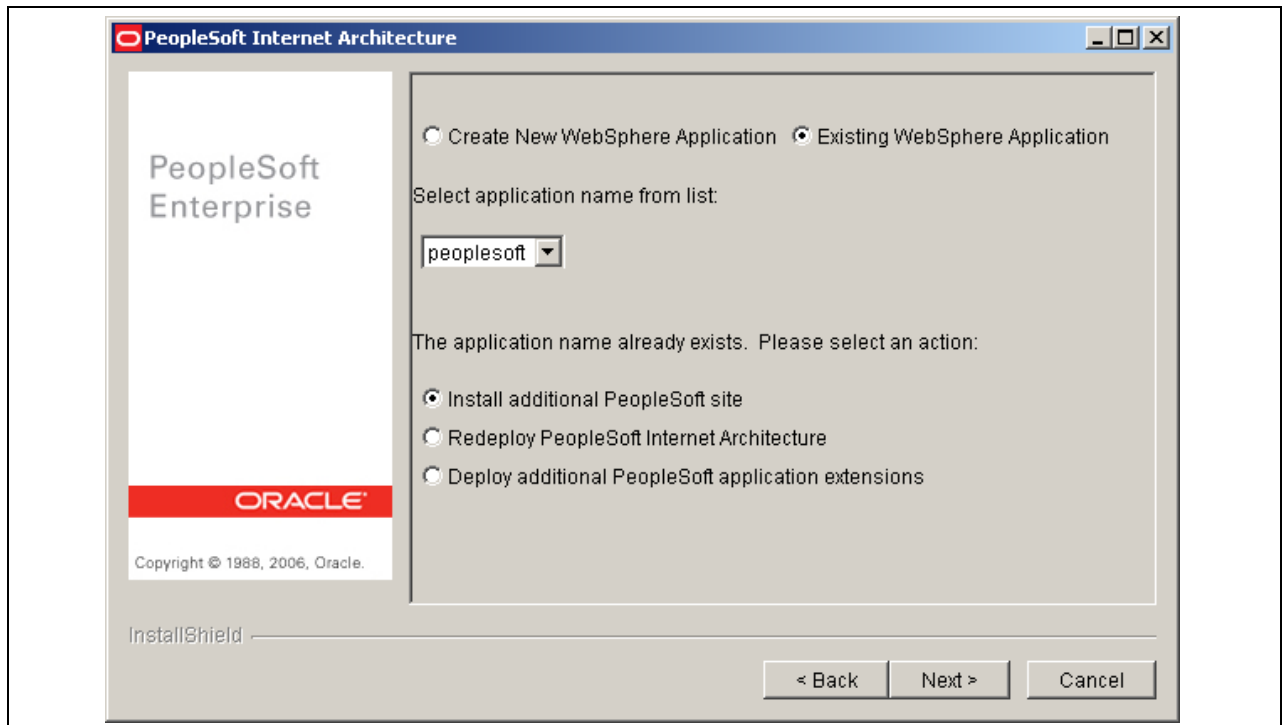 PeopleSoft Internet Architecture
PeopleSoft
Enterprise
Create New WebSphere Application Existing WebSphere Application
Select application name from list:
peoplesoft
The application name already exists. Please select an action:
Install additional PeopleSoft site
Redeploy PeopleSoft Internet Architecture
Deploy additional PeopleSoft application extensions
ORACLE
Copyright © 1988, 2006, Oracle.
InstallShield
< Back Next > Cancel